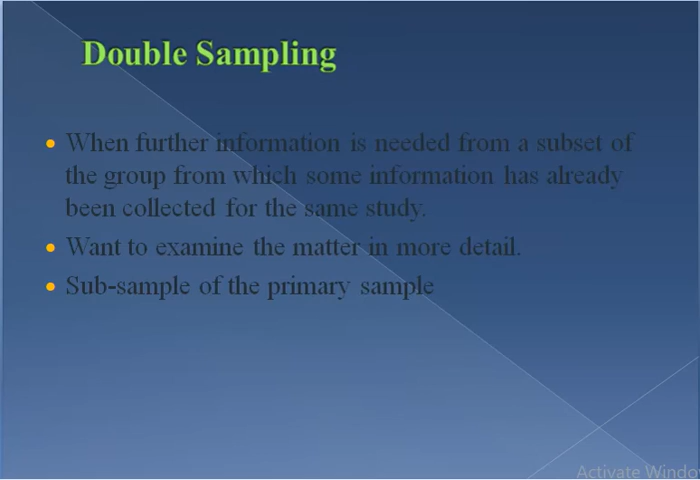 Double Sampling
When further information is needed from a subset of
the group from which some information has already
been collected for the same study.
Want to examine the matter in more detail.
Sub-sample of the primary sample
Activate Windo